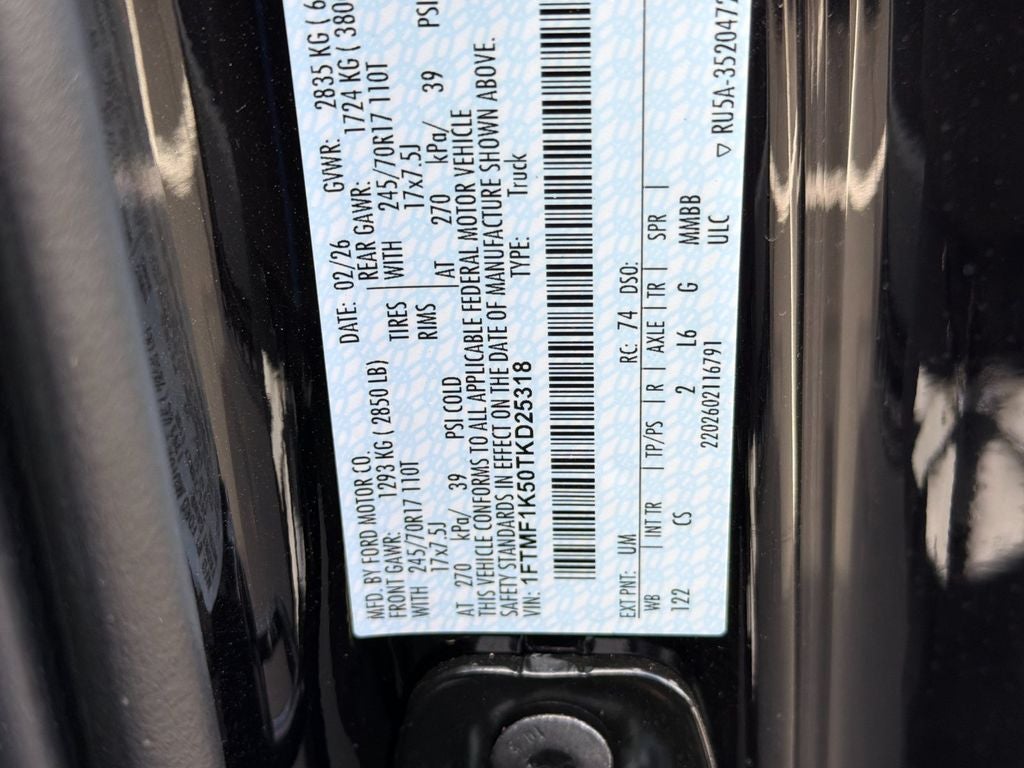 MFD. BY FORD MOTOR CO.
DATE: 02/26
GVWR: 2835 KG (6
FRONT GAWR: 1293 KG ( 2850 LB)
REAR GAWR: 1724 KG ( 380
WITH
245/70R17 110T
TIRES
WITH
245/70R17 110T
17x7.5J
RIMS
17x7.5J
AT 270 kPa/ 39 PSI COLD
AT 270 kPa/ 39 PSI
THIS VEHICLE CONFORMS TO ALL APPLICABLE FEDERAL MOTOR VEHICLE
SAFETY STANDARDS IN EFFECT ON THE DATE OF MANUFACTURE SHOWN ABOVE.
VIN: 1FTMF1K50TKD25318
TYPE: Truck
EXT PNT: UM
RC: 74 DSO:
WB | INT TR | TP/PS | R | AXLE | TR | SPR |
122 CS 2 L6 G MMBB
220260211679​1 ULC
▽ RU5A-3520472